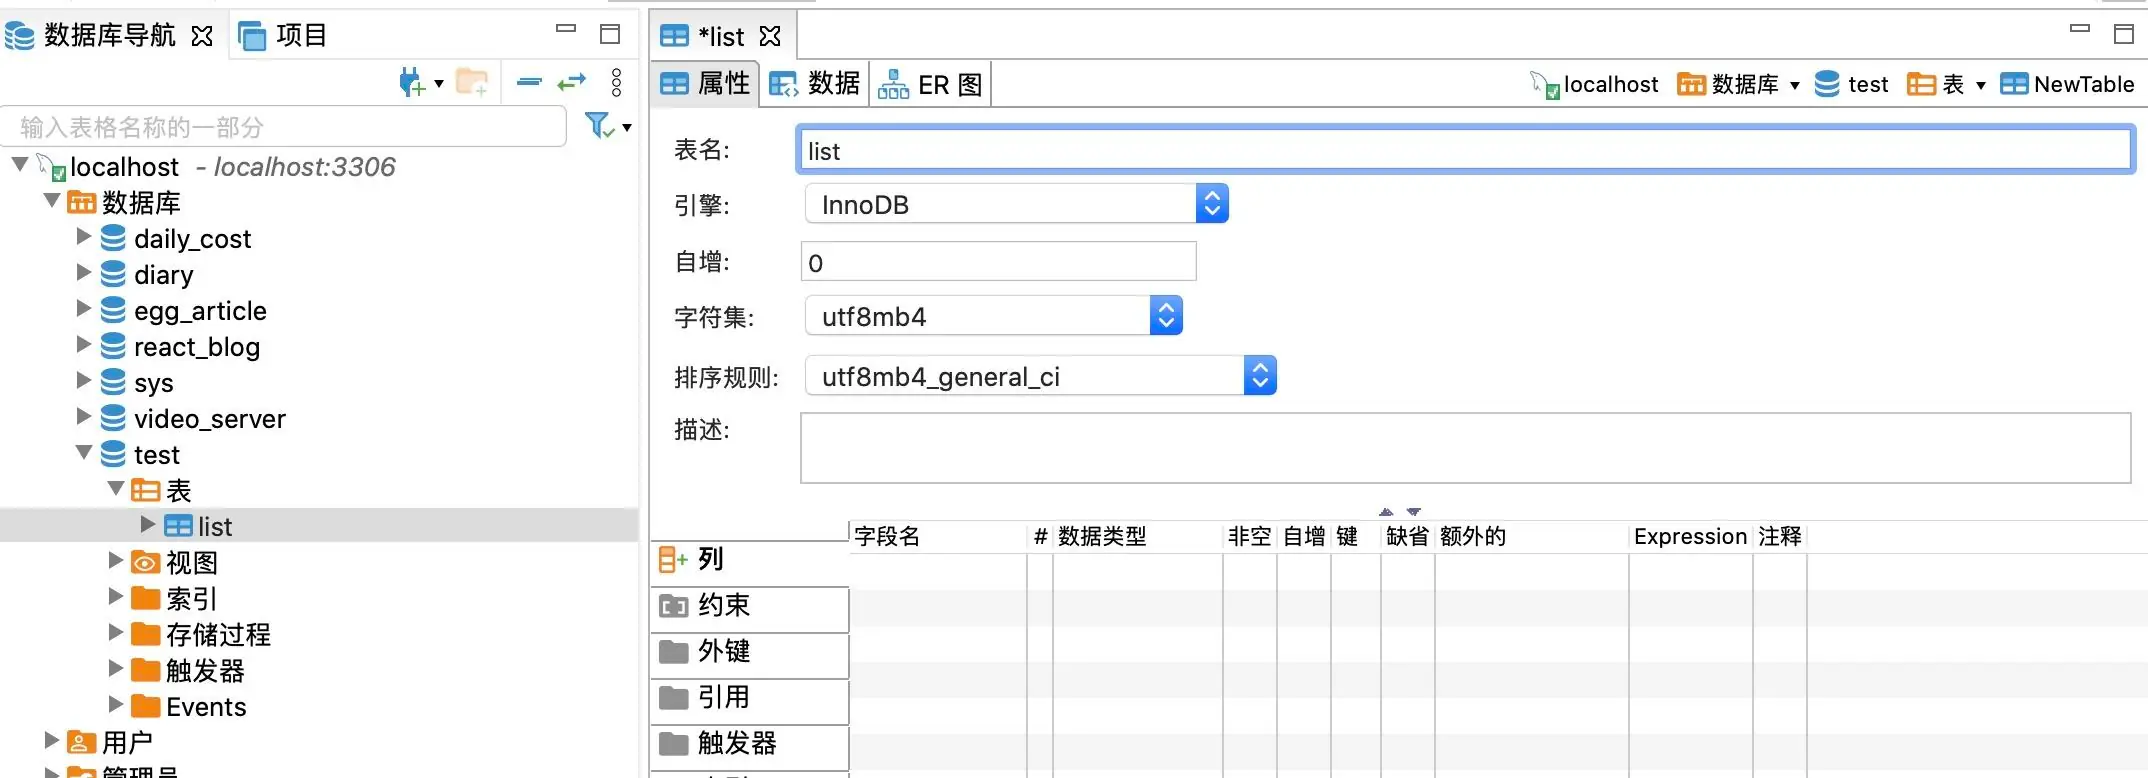 数据库导航
项目
输入表格名称的一部分
localhost - localhost:3306
数据库
daily_cost
diary
egg_article
react_blog
sys
video_server
test
表
list
视图
索引
存储过程
触发器
Events
用户
管理员
*list
属性 数据 ER 图
localhost 数据库 test 表 NewTable
表名: list
引擎: InnoDB
自增: 0
字符集: utf8mb4
排序规则: utf8mb4_general_ci
描述:
字段名 # 数据类型 非空 自增 键 缺省 额外的 Expression 注释
列
约束
外键
引用
触发器